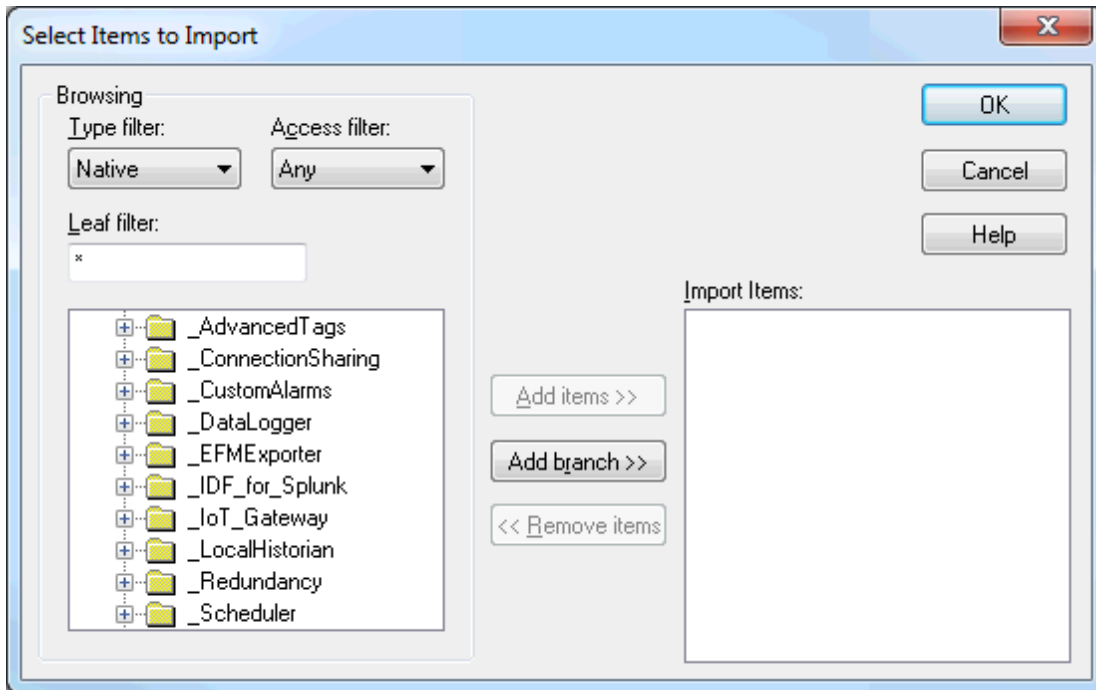 Select Items to Import
Browsing
Type filter:
Access filter:
Native
Any
Leaf filter:
*
_AdvancedTags
_ConnectionSharing
_CustomAlarms
_DataLogger
_EFMExporter
_IDF_for_Splunk
_IoT_Gateway
_LocalHistorian
_Redundancy
_Scheduler
Add items >>
Add branch >>
<< Remove items
OK
Cancel
Help
Import Items: